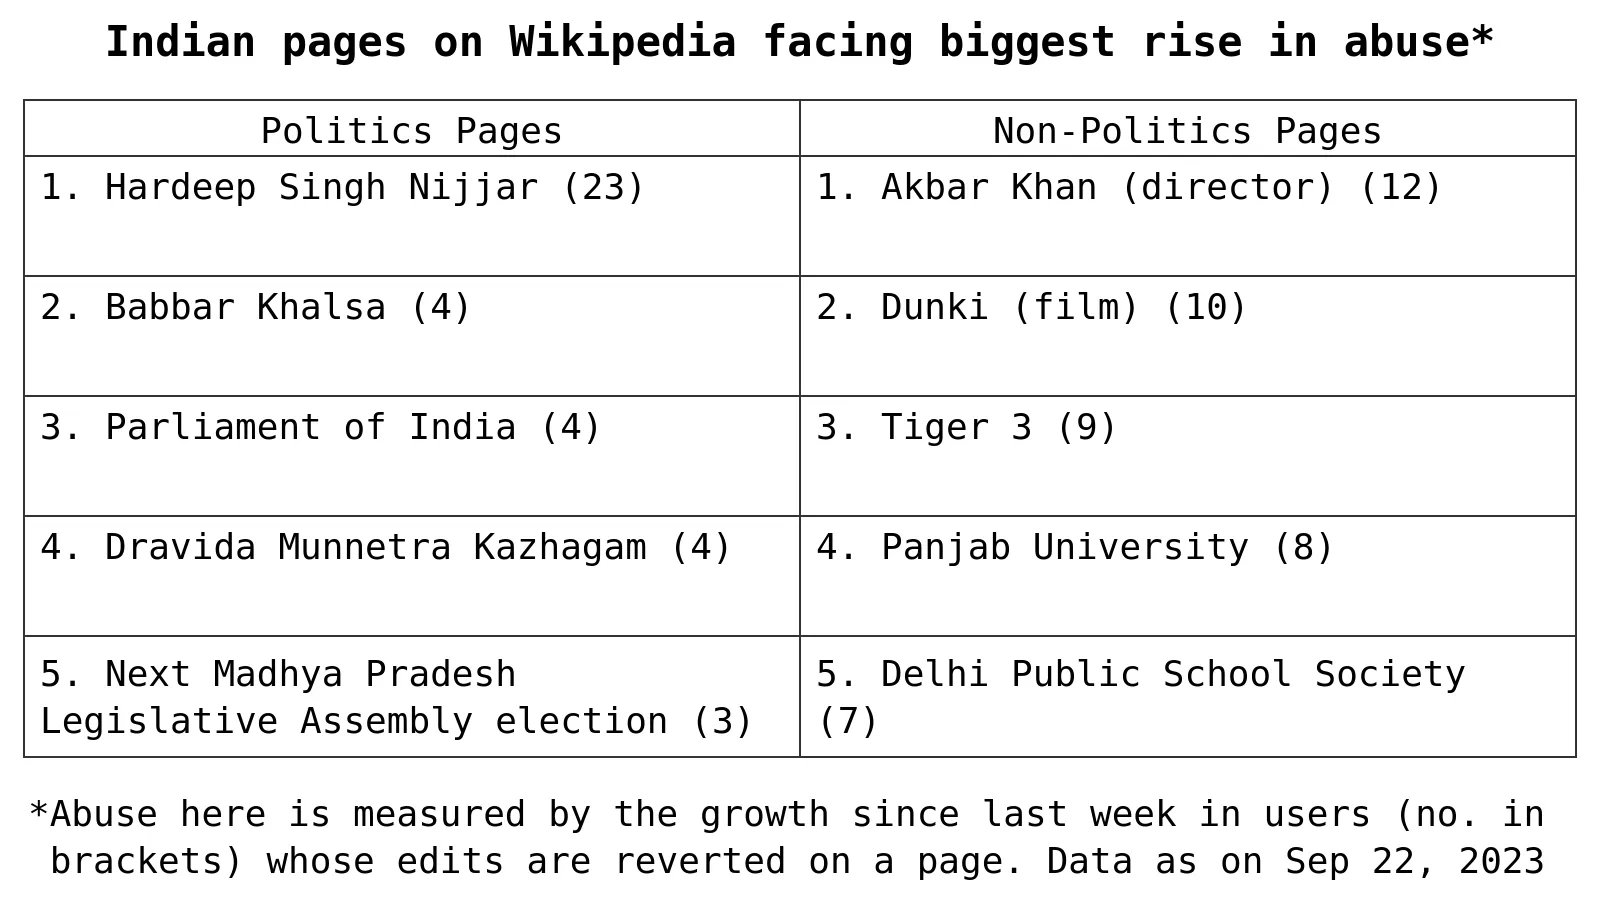 Indian pages on Wikipedia facing biggest rise in abuse*
Politics Pages
Non-Politics Pages
1. Hardeep Singh Nijjar (23)
1. Akbar Khan (director) (12)
2. Babbar Khalsa (4)
2. Dunki (film) (10)
3. Parliament of India (4)
3. Tiger 3 (9)
4. Dravida Munnetra Kazhagam (4)
4. Panjab University (8)
5. Next Madhya Pradesh
Legislative Assembly election (3)
5. Delhi Public School Society
(7)
*Abuse here is measured by the growth since last week in users (no. in
brackets) whose edits are reverted on a page. Data as on Sep 22, 2023